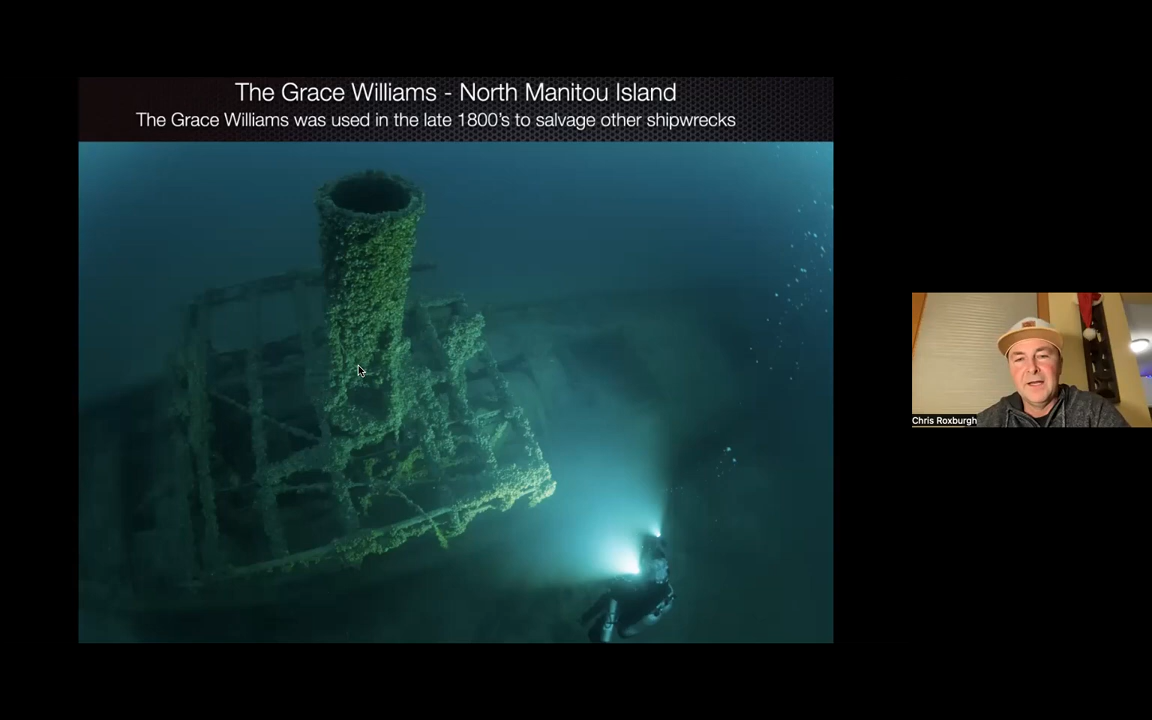 The Grace Williams - North Manitou Island
The Grace Williams was used in the late 1800's to salvage other shipwrecks
Chris Roxburgh